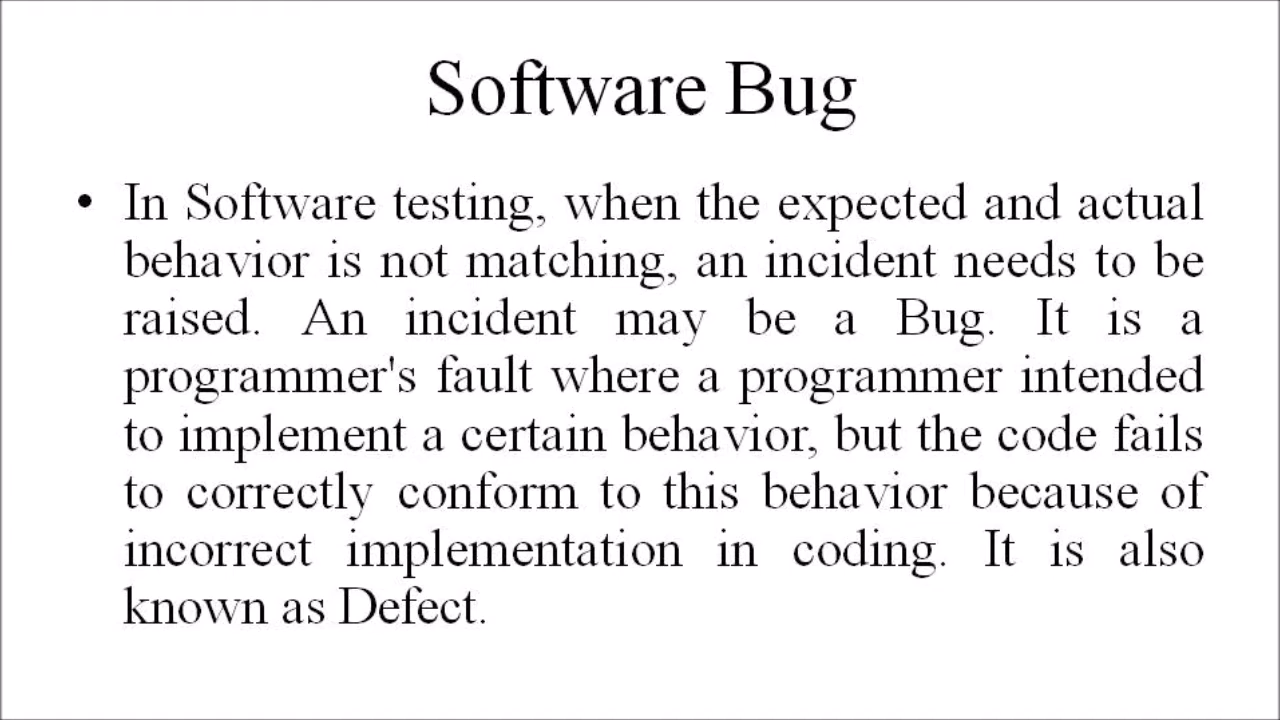 Software Bug
• In Software testing, when the expected and actual
behavior is not matching, an incident needs to be
raised. An incident may be a Bug. It is a
programmer's fault where a programmer intended
to implement a certain behavior, but the code fails
to correctly conform to this behavior because of
incorrect implementation in coding. It is also
known as Defect.